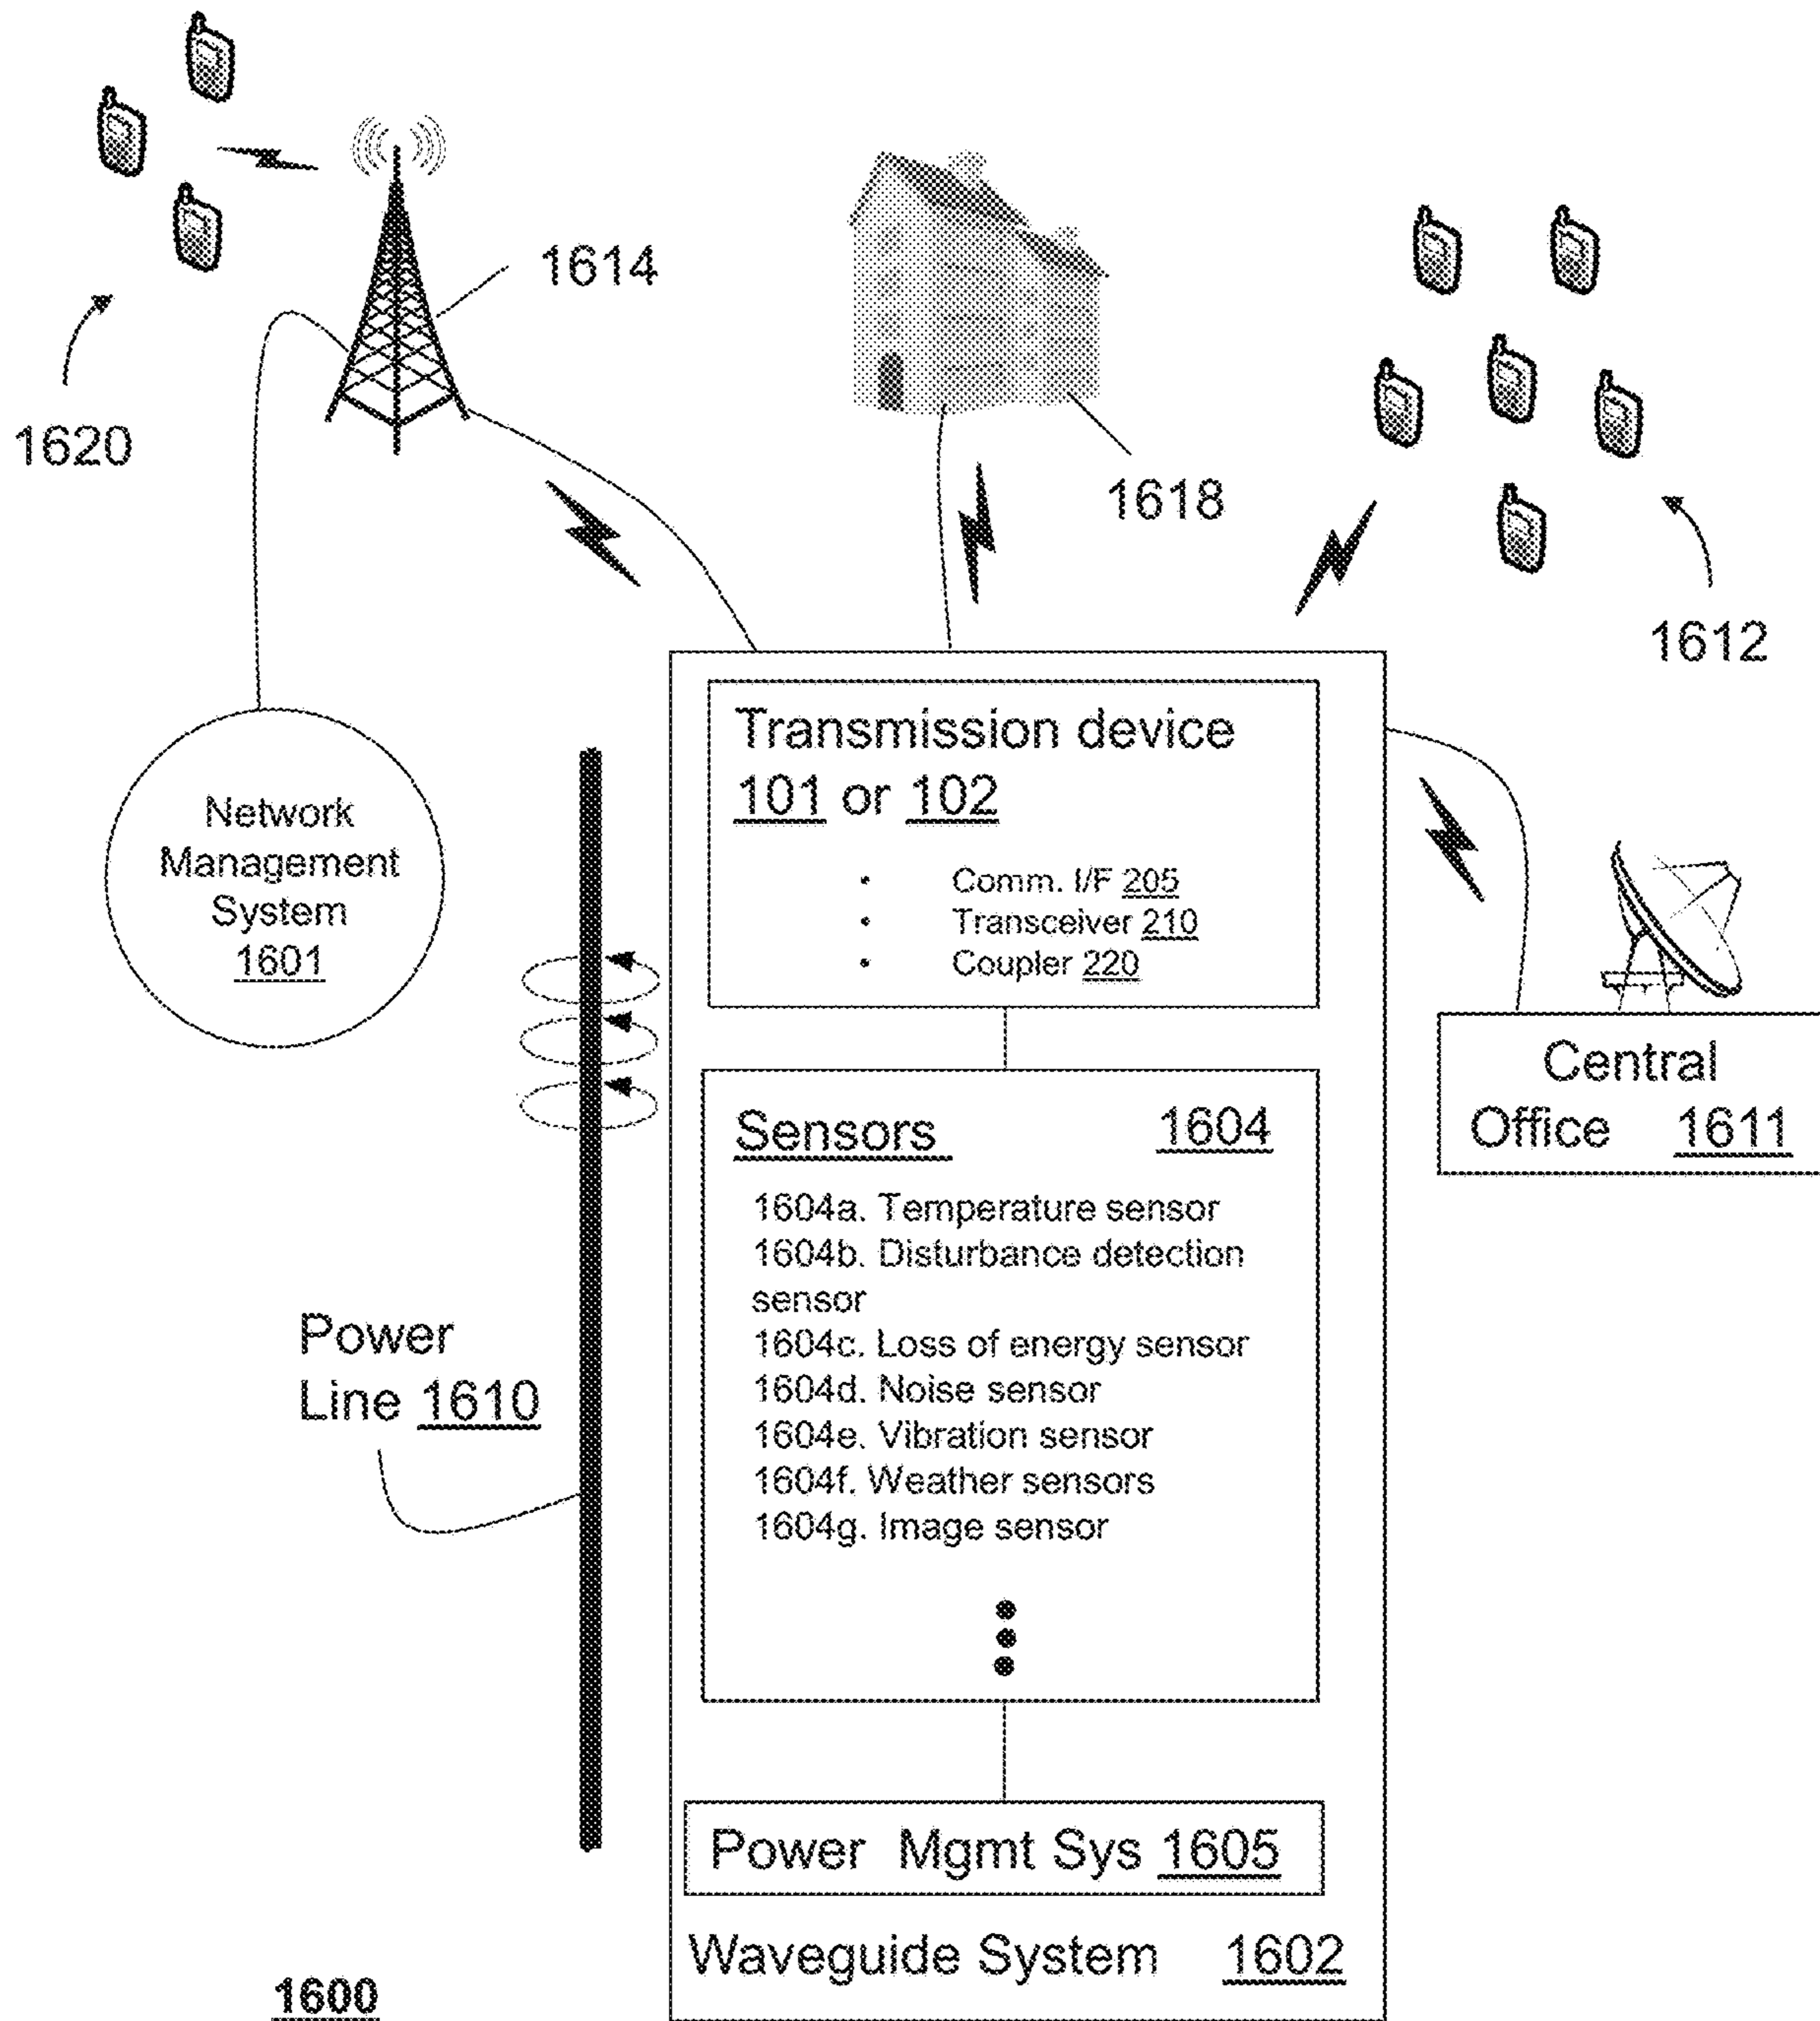 1614
1620
1618
1612
Network
Management
System
1601
Transmission device
101 or 102
• Comm. I/F 205
• Transceiver 210
• Coupler 220
Central
Office 1611
Sensors 1604
1604a. Temperature sensor
1604b. Disturbance detection
sensor
1604c. Loss of energy sensor
1604d. Noise sensor
1604e. Vibration sensor
1604f. Weather sensors
1604g. Image sensor
Power
Line 1610
Power Mgmt Sys 1605
Waveguide System 1602
1600